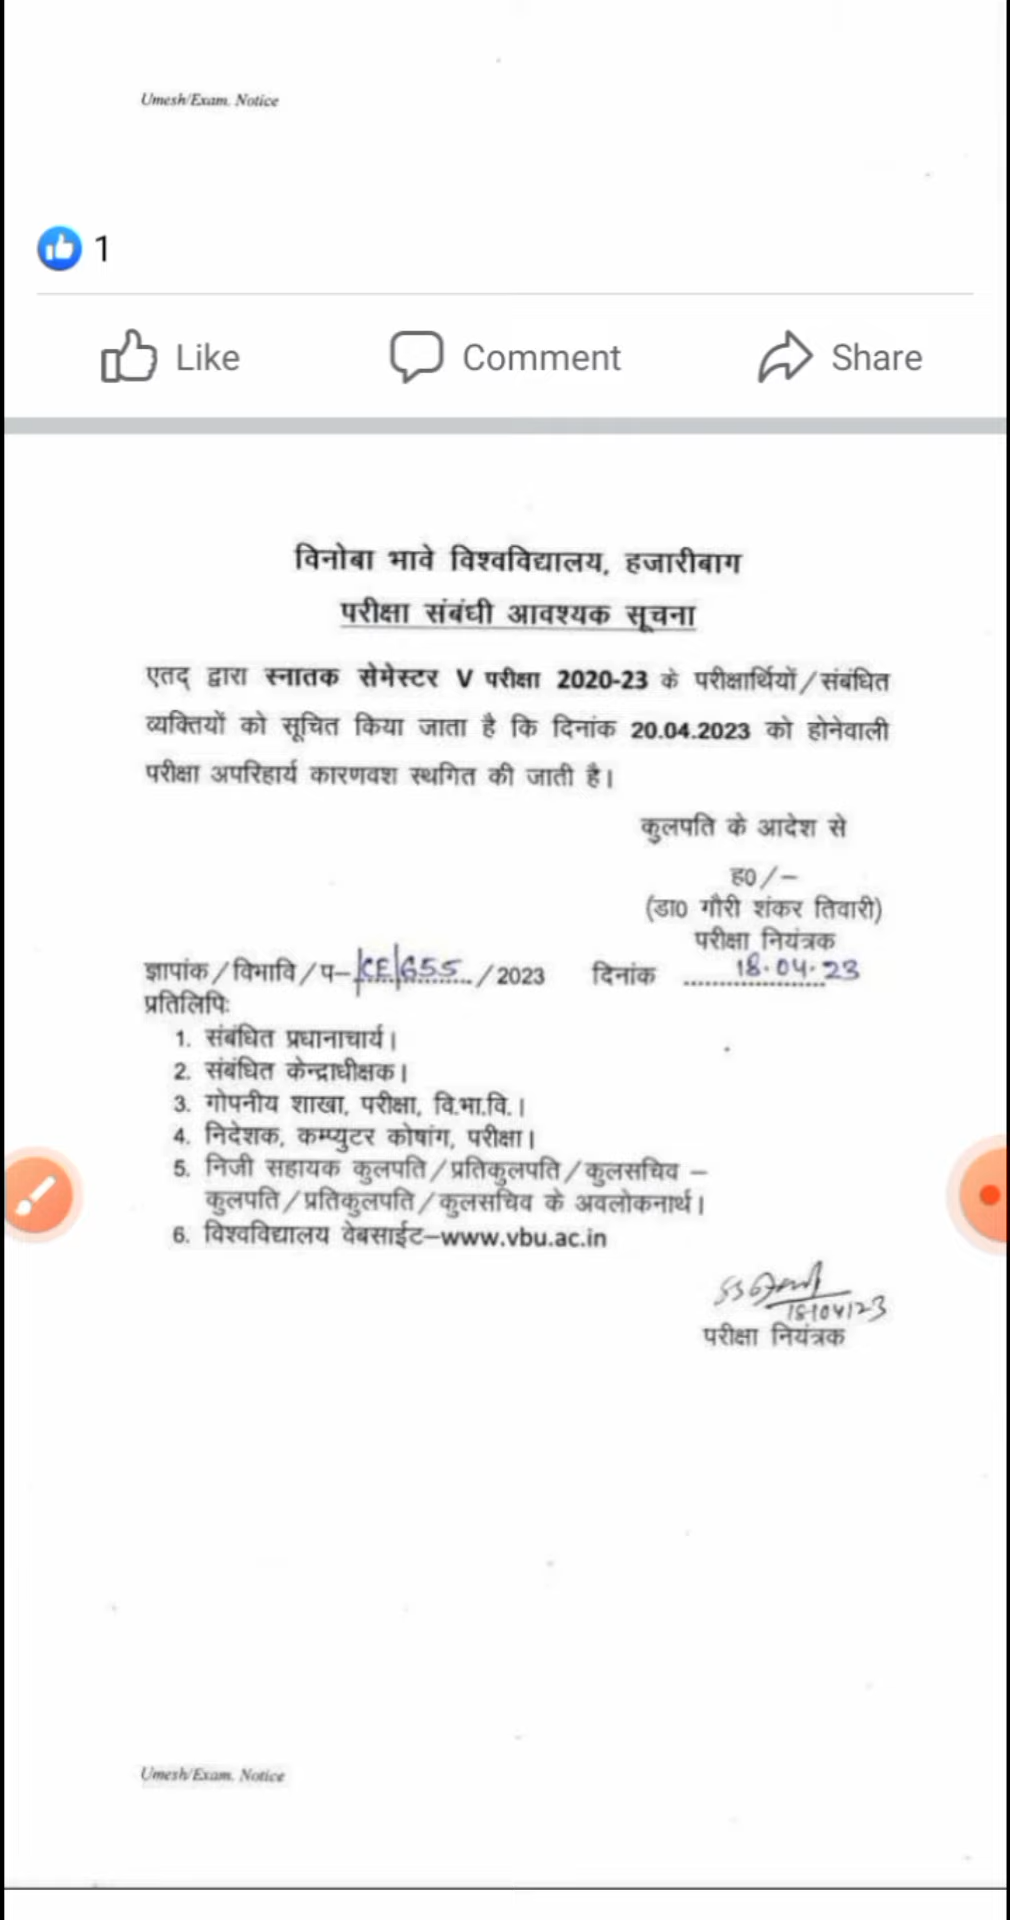 Umesh/Exam. Notice
1
Like Comment Share
विनोबा भावे विश्वविद्यालय, हजारीबाग
परीक्षा संबंधी आवश्यक सूचना
एतद् द्वारा स्नातक सेमेस्टर V परीक्षा 2020-23 के परीक्षार्थियों/संबंधित
व्यक्तियों को सूचित किया जाता है कि दिनांक 20.04.2023 को होनेवाली
परीक्षा अपरिहार्य कारणवश स्थगित की जाती है।
कुलपति के आदेश से
ह0/–
(डा0 गौरी शंकर तिवारी)
परीक्षा नियंत्रक
ज्ञापांक/विभावि/प–|CE|655/2023 दिनांक 18.04.23
प्रतिलिपिः
1. संबंधित प्रधानाचार्य।
2. संबंधित केन्द्राधीक्षक।
3. गोपनीय शाखा, परीक्षा, वि.भा.वि.।
4. निदेशक, कम्प्युटर कोषांग, परीक्षा।
5. निजी सहायक कुलपति/प्रतिकुलपति/कुलसचिव –
कुलपति/प्रतिकुलपति/कुलसचिव के अवलोकनार्थ।
6. विश्वविद्यालय वेबसाईट–www.vbu.ac.in
18/04/23
परीक्षा नियंत्रक
Umesh/Exam. Notice